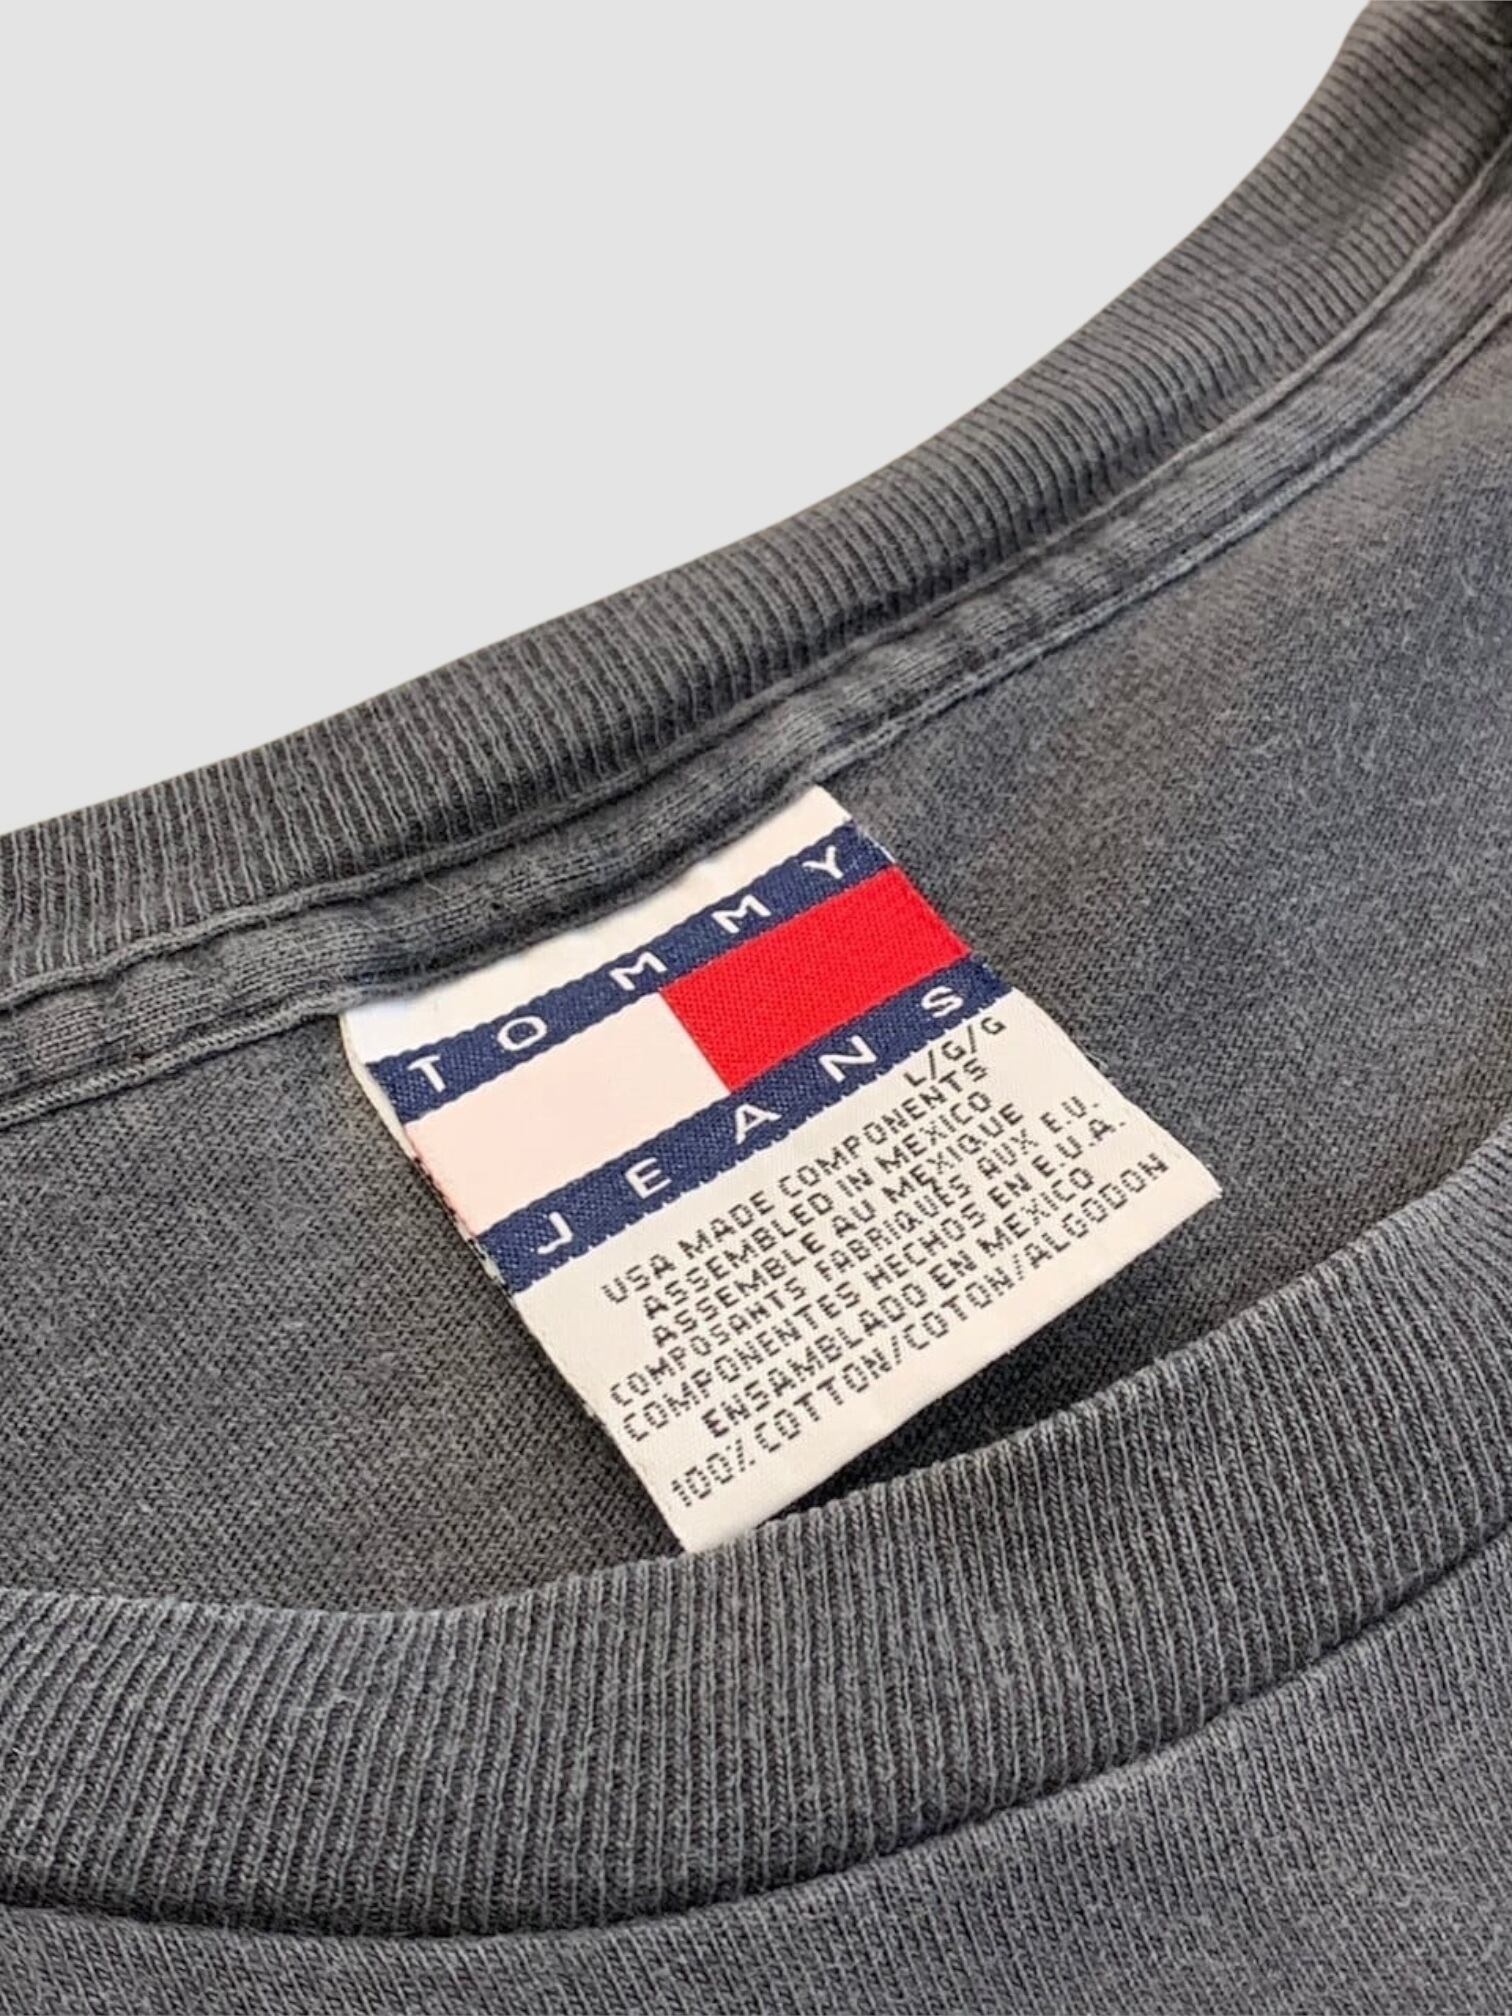 TOMMY
JEANS
L/G/G
USA MADE COMPONENTS
ASSEMBLED IN MEXICO
ASSEMBLE AU MEXIQUE
COMPOSANTS FABRIQUÉS AUX E.U.
COMPONENTES HECHOS EN E.U.A.
ENSAMBLADO EN MEXICO
100% COTTON/COTON/ALGODON